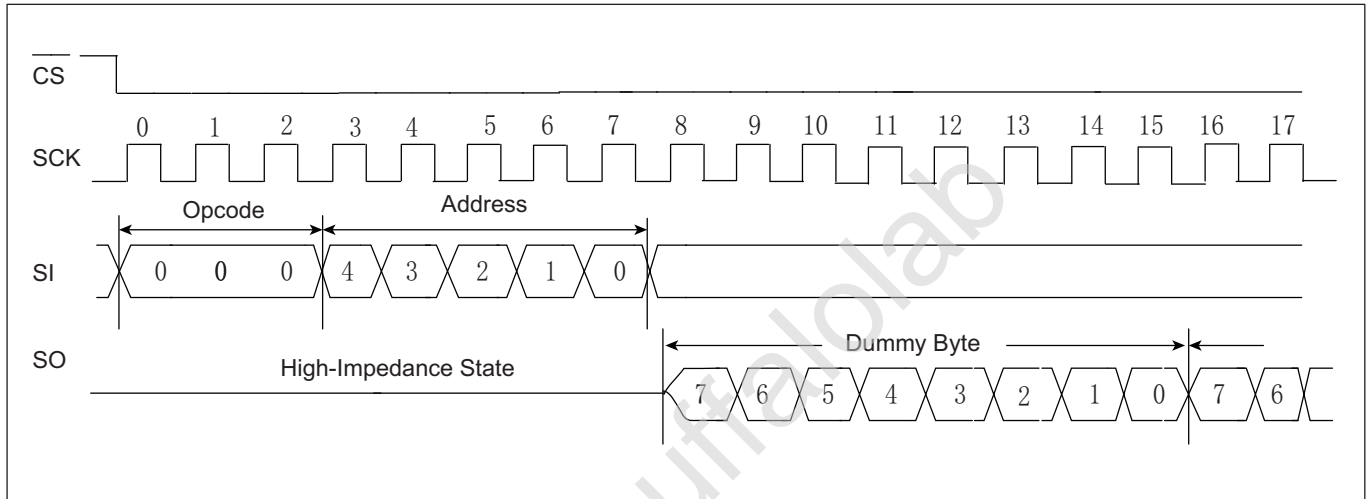 CS
0 1 2 3 4 5 6 7 8 9 10 11 12 13 14 15 16 17
SCK
Opcode Address
SI 0 0 0 4 3 2 1 0
SO High-Impedance State Dummy Byte
7 6 5 4 3 2 1 0 7 6